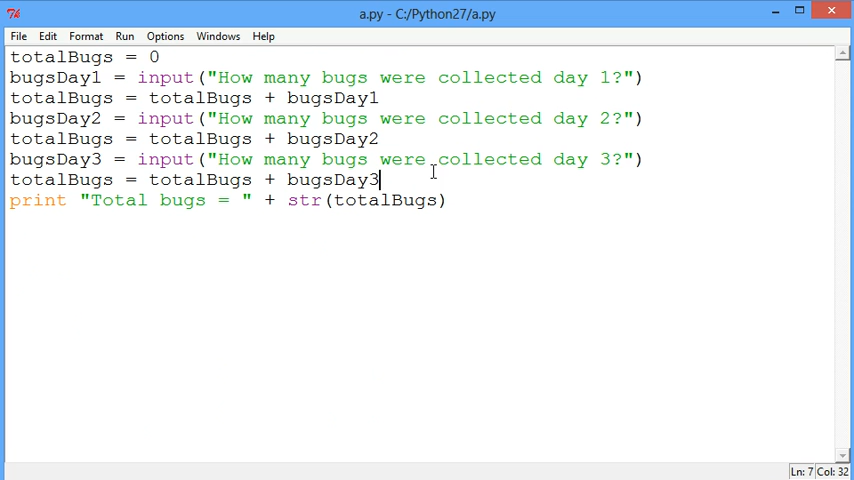 a.py - C:/Python27/a.py
File Edit Format Run Options Windows Help
totalBugs = 0
bugsDay1 = input("How many bugs were collected day 1?")
totalBugs = totalBugs + bugsDay1
bugsDay2 = input("How many bugs were collected day 2?")
totalBugs = totalBugs + bugsDay2
bugsDay3 = input("How many bugs were collected day 3?")
totalBugs = totalBugs + bugsDay3
print "Total bugs = " + str(totalBugs)
Ln: 7 Col: 32